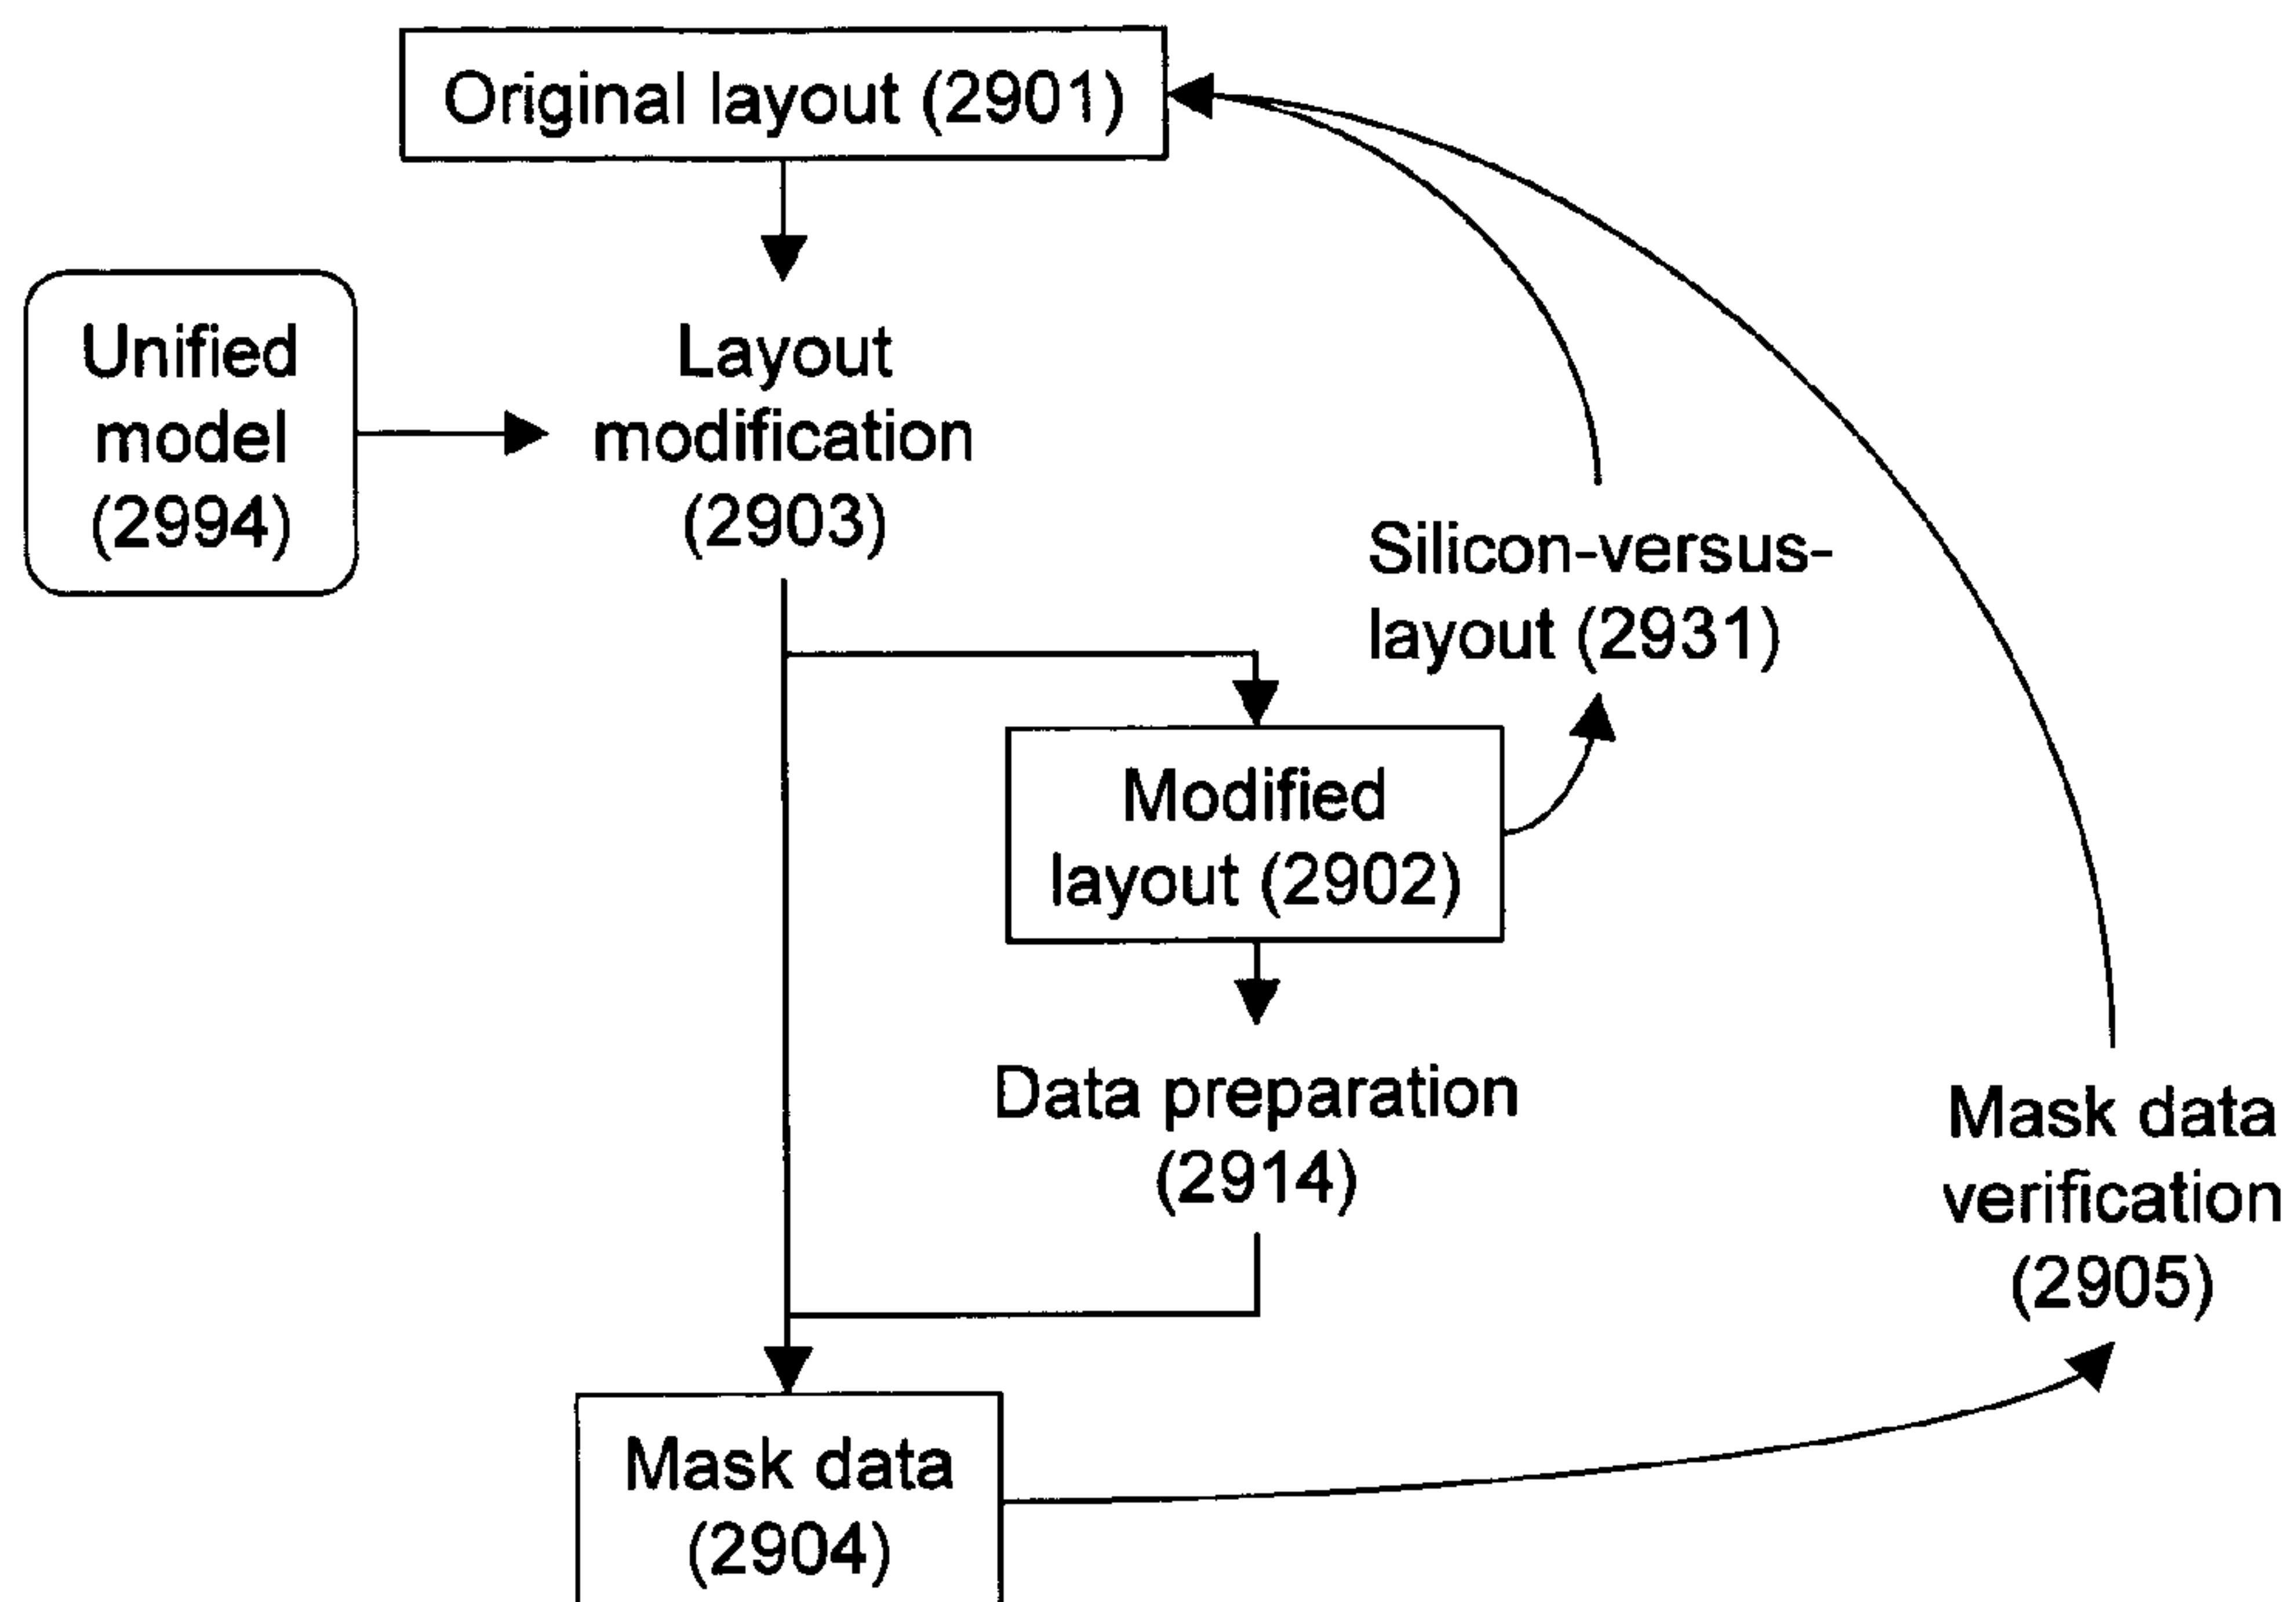 Original layout (2901)
Unified
model
(2994)
Layout
modification
(2903)
Silicon-versus-
layout (2931)
Modified
layout (2902)
Data preparation
(2914)
Mask data
verification
(2905)
Mask data
(2904)